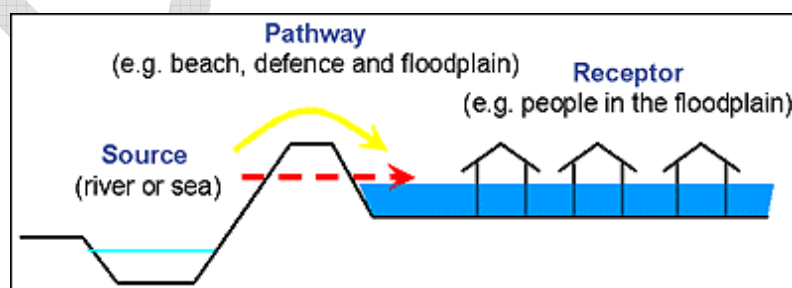 Pathway
(e.g. beach, defence and floodplain)
Receptor
(e.g. people in the floodplain)
Source
(river or sea)